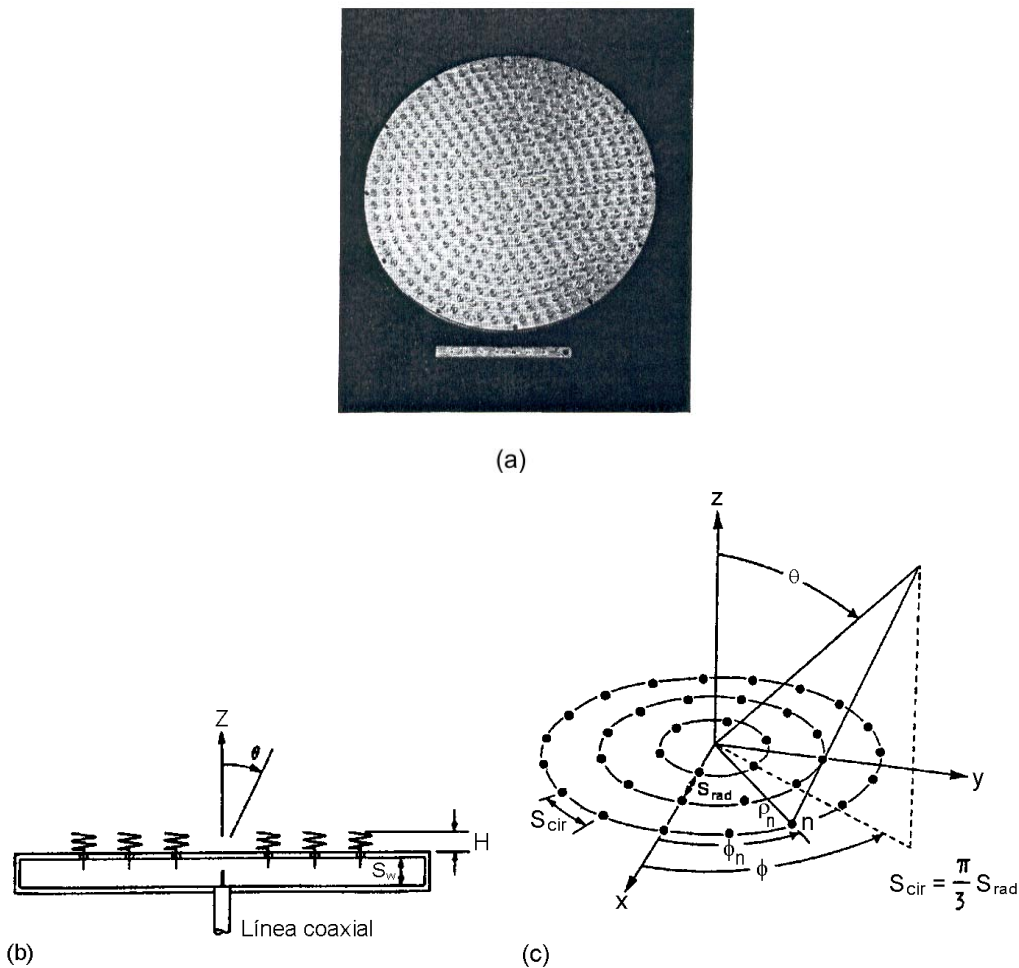 (a)
Z
θ
H
S_w
Línea coaxial
(b)
z
θ
y
S_rad
S_cir
ρ_n
n
ϕ_n
ϕ
x
S_cir = π/3 S_rad
(c)